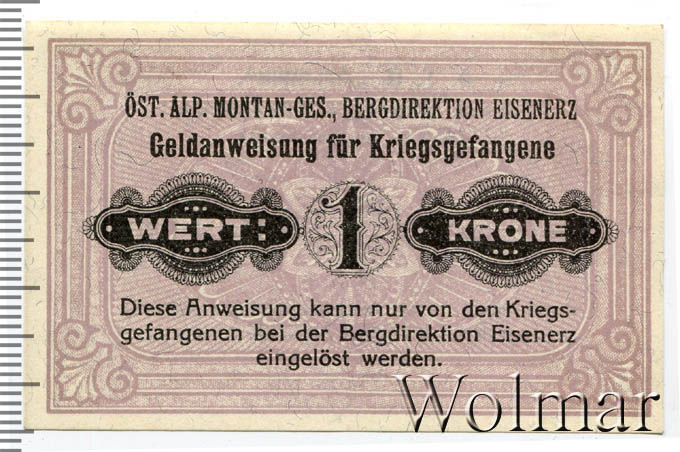 ÖST. ALP. MONTAN-GES., BERGDIREKTION EISENERZ
Geldanweisung für Kriegsgefangene
WERT: 1 KRONE
Diese Anweisung kann nur von den Kriegs-
gefangenen bei der Bergdirektion Eisenerz
eingelöst werden.
Wolmar